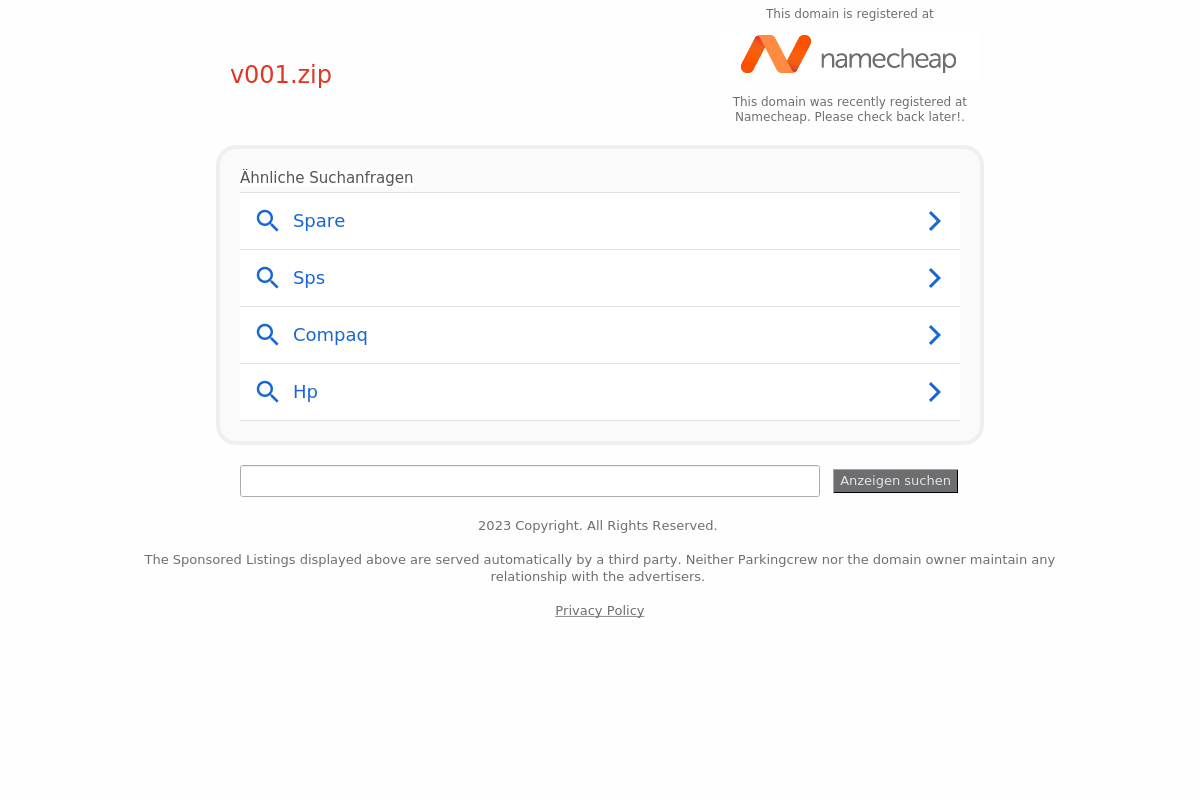 This domain is registered at
namecheap
v001.zip
This domain was recently registered at
Namecheap. Please check back later!.
Ähnliche Suchanfragen
Spare
Sps
Compaq
Hp
Anzeigen suchen
2023 Copyright. All Rights Reserved.
The Sponsored Listings displayed above are served automatically by a third party. Neither Parkingcrew nor the domain owner maintain any
relationship with the advertisers.
Privacy Policy